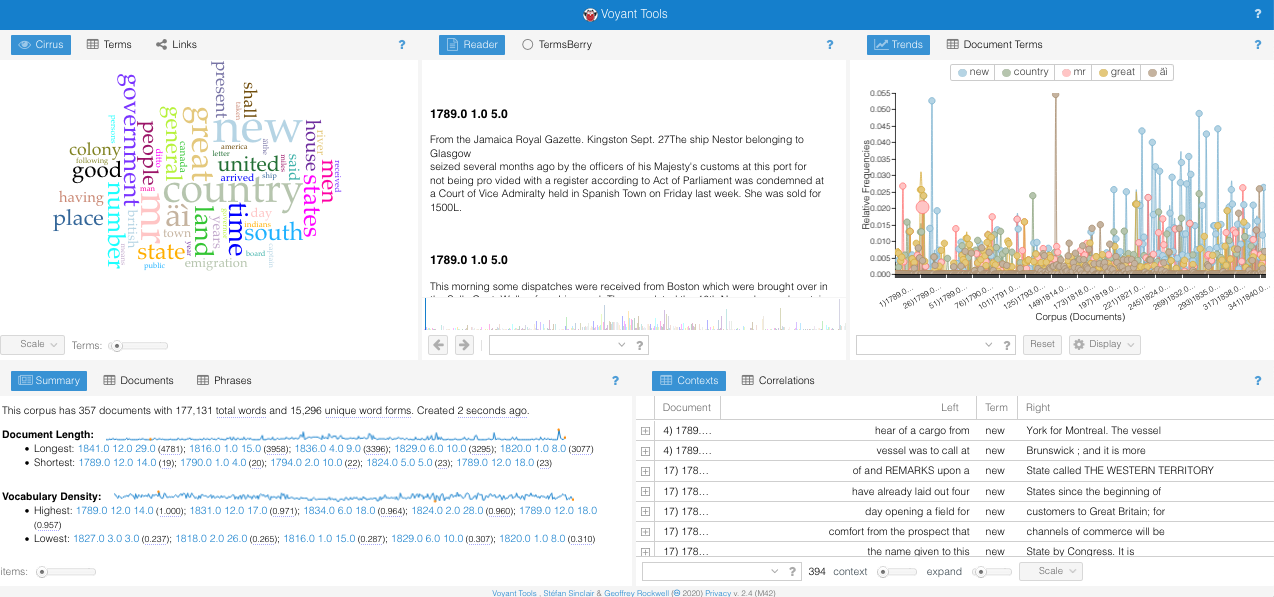 Voyant Tools
?
Cirrus Terms Links ?
Reader TermsBerry ?
Trends Document Terms ?
government
present
shall
taken
general
great
new
house
river
persons
people
ditto
canada
america
letter
colony
following
good
united
said
states
men
received
arrived
ship
man
having
country
place
number
mr
äi
british
town
land
years
time
day
indians
south
state
year
board
public
emigration
captain
Scale Terms:
1789.0 1.0 5.0
From the Jamaica Royal Gazette. Kingston Sept. 27The ship Nestor belonging to
Glasgow
seized several months ago by the officers of his Majesty's customs at this port for
not being pro vided with a register according to Act of Parliament was condemned at
a Court of Vice Admiralty held in Spanish Town on Friday last week. She was sold for
1500L.
1789.0 1.0 5.0
This morning some dispatches were received from Boston which were brought over in
?
new country mr great äi
Relative Frequencies
0.055
0.050
0.045
0.040
0.035
0.030
0.025
0.020
0.015
0.010
0.005
0.000
1)1789.0... 26)1789.0... 51)1789.0... 76)1790.0... 101)1791.0... 125)1793.0... 149)1814.0... 173)1818.0... 197)1819.0... 221)1821.0... 245)1824.0... 269)1832.0... 293)1835.0... 317)1838.0... 341)1840.0...
Corpus (Documents)
? Reset Display
Summary Documents Phrases ?
This corpus has 357 documents with 177,131 total words and 15,296 unique word forms. Created 2 seconds ago.
Document Length:
• Longest: 1841.0 12.0 29.0 (4781); 1816.0 1.0 15.0 (3958); 1836.0 4.0 9.0 (3396); 1829.0 6.0 10.0 (3295); 1820.0 1.0 8.0 (3077)
• Shortest: 1789.0 12.0 14.0 (19); 1790.0 1.0 4.0 (20); 1794.0 2.0 10.0 (22); 1824.0 5.0 5.0 (23); 1789.0 12.0 18.0 (23)
Vocabulary Density:
• Highest: 1789.0 12.0 14.0 (1.000); 1831.0 12.0 17.0 (0.971); 1834.0 6.0 18.0 (0.964); 1824.0 2.0 28.0 (0.960); 1789.0 12.0 18.0
(0.957)
• Lowest: 1827.0 3.0 3.0 (0.237); 1818.0 2.0 26.0 (0.265); 1816.0 1.0 15.0 (0.287); 1829.0 6.0 10.0 (0.307); 1820.0 1.0 8.0 (0.310)
items:
Contexts Correlations ?
Document Left Term Right
4) 1789.... hear of a cargo from new York for Montreal. The vessel
4) 1789.... vessel was to call at new Brunswick ; and it is more
17) 178... of and REMARKS upon a new State called THE WESTERN TERRITORY
17) 178... have already laid out four new States since the beginning of
17) 178... day opening a field for new customers to Great Britain; for
17) 178... comfort from the prospect that new channels of commerce will be
17) 178... the name given to this new State by Congress. It is
? 394 context expand Scale
Voyant Tools , Stéfan Sinclair & Geoffrey Rockwell (© 2020) Privacy v. 2.4 (M42)